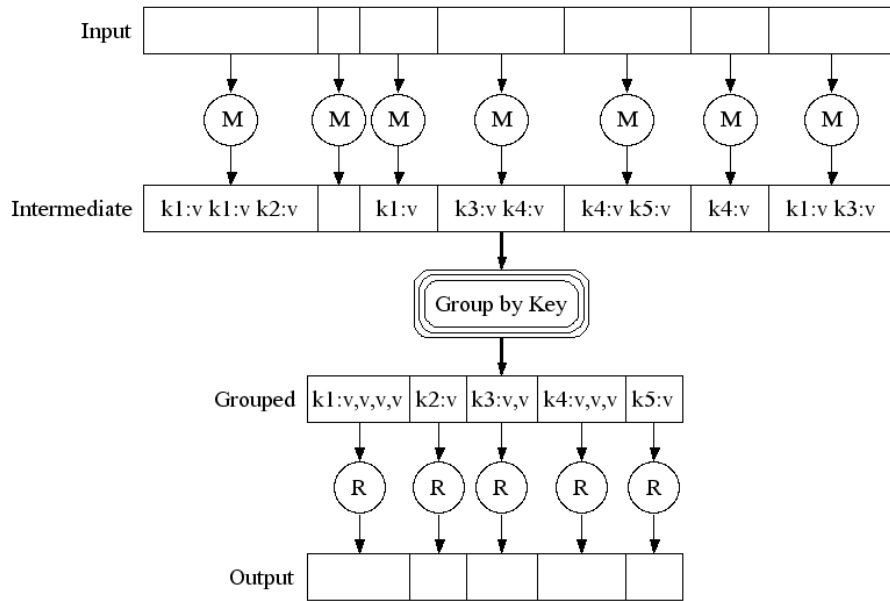 Input
M M M M M M M
Intermediate k1:v k1:v k2:v k1:v k3:v k4:v k4:v k5:v k4:v k1:v k3:v
Group by Key
Grouped k1:v,v,v,v k2:v k3:v,v k4:v,v,v k5:v
R R R R R
Output